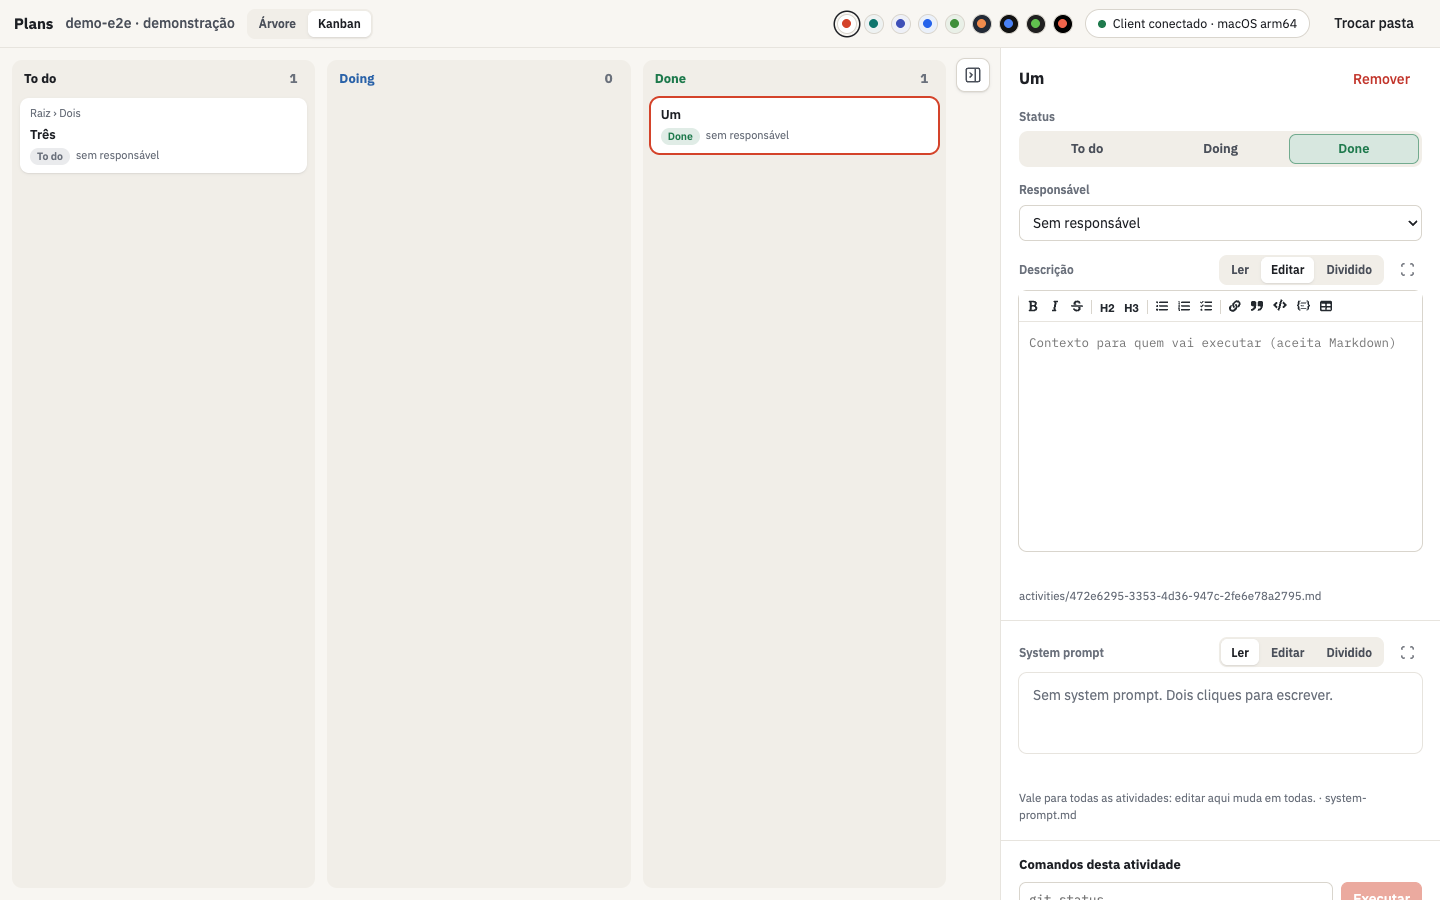 Plans demo-e2e · demonstração Árvore Kanban Client conectado · macOS arm64 Trocar pasta
To do 1
Doing 0
Done 1
Raiz › Dois
Três
To do sem responsável
Um
Done sem responsável
Um Remover
Status
To do Doing Done
Responsável
Sem responsável
Descrição Ler Editar Dividido
B I S H2 H3
Contexto para quem vai executar (aceita Markdown)
activities/472e6295-3353-4d36-947c-2fe6e78a2795.md
System prompt Ler Editar Dividido
Sem system prompt. Dois cliques para escrever.
Vale para todas as atividades: editar aqui muda em todas. · system-
prompt.md
Comandos desta atividade
git status Executar